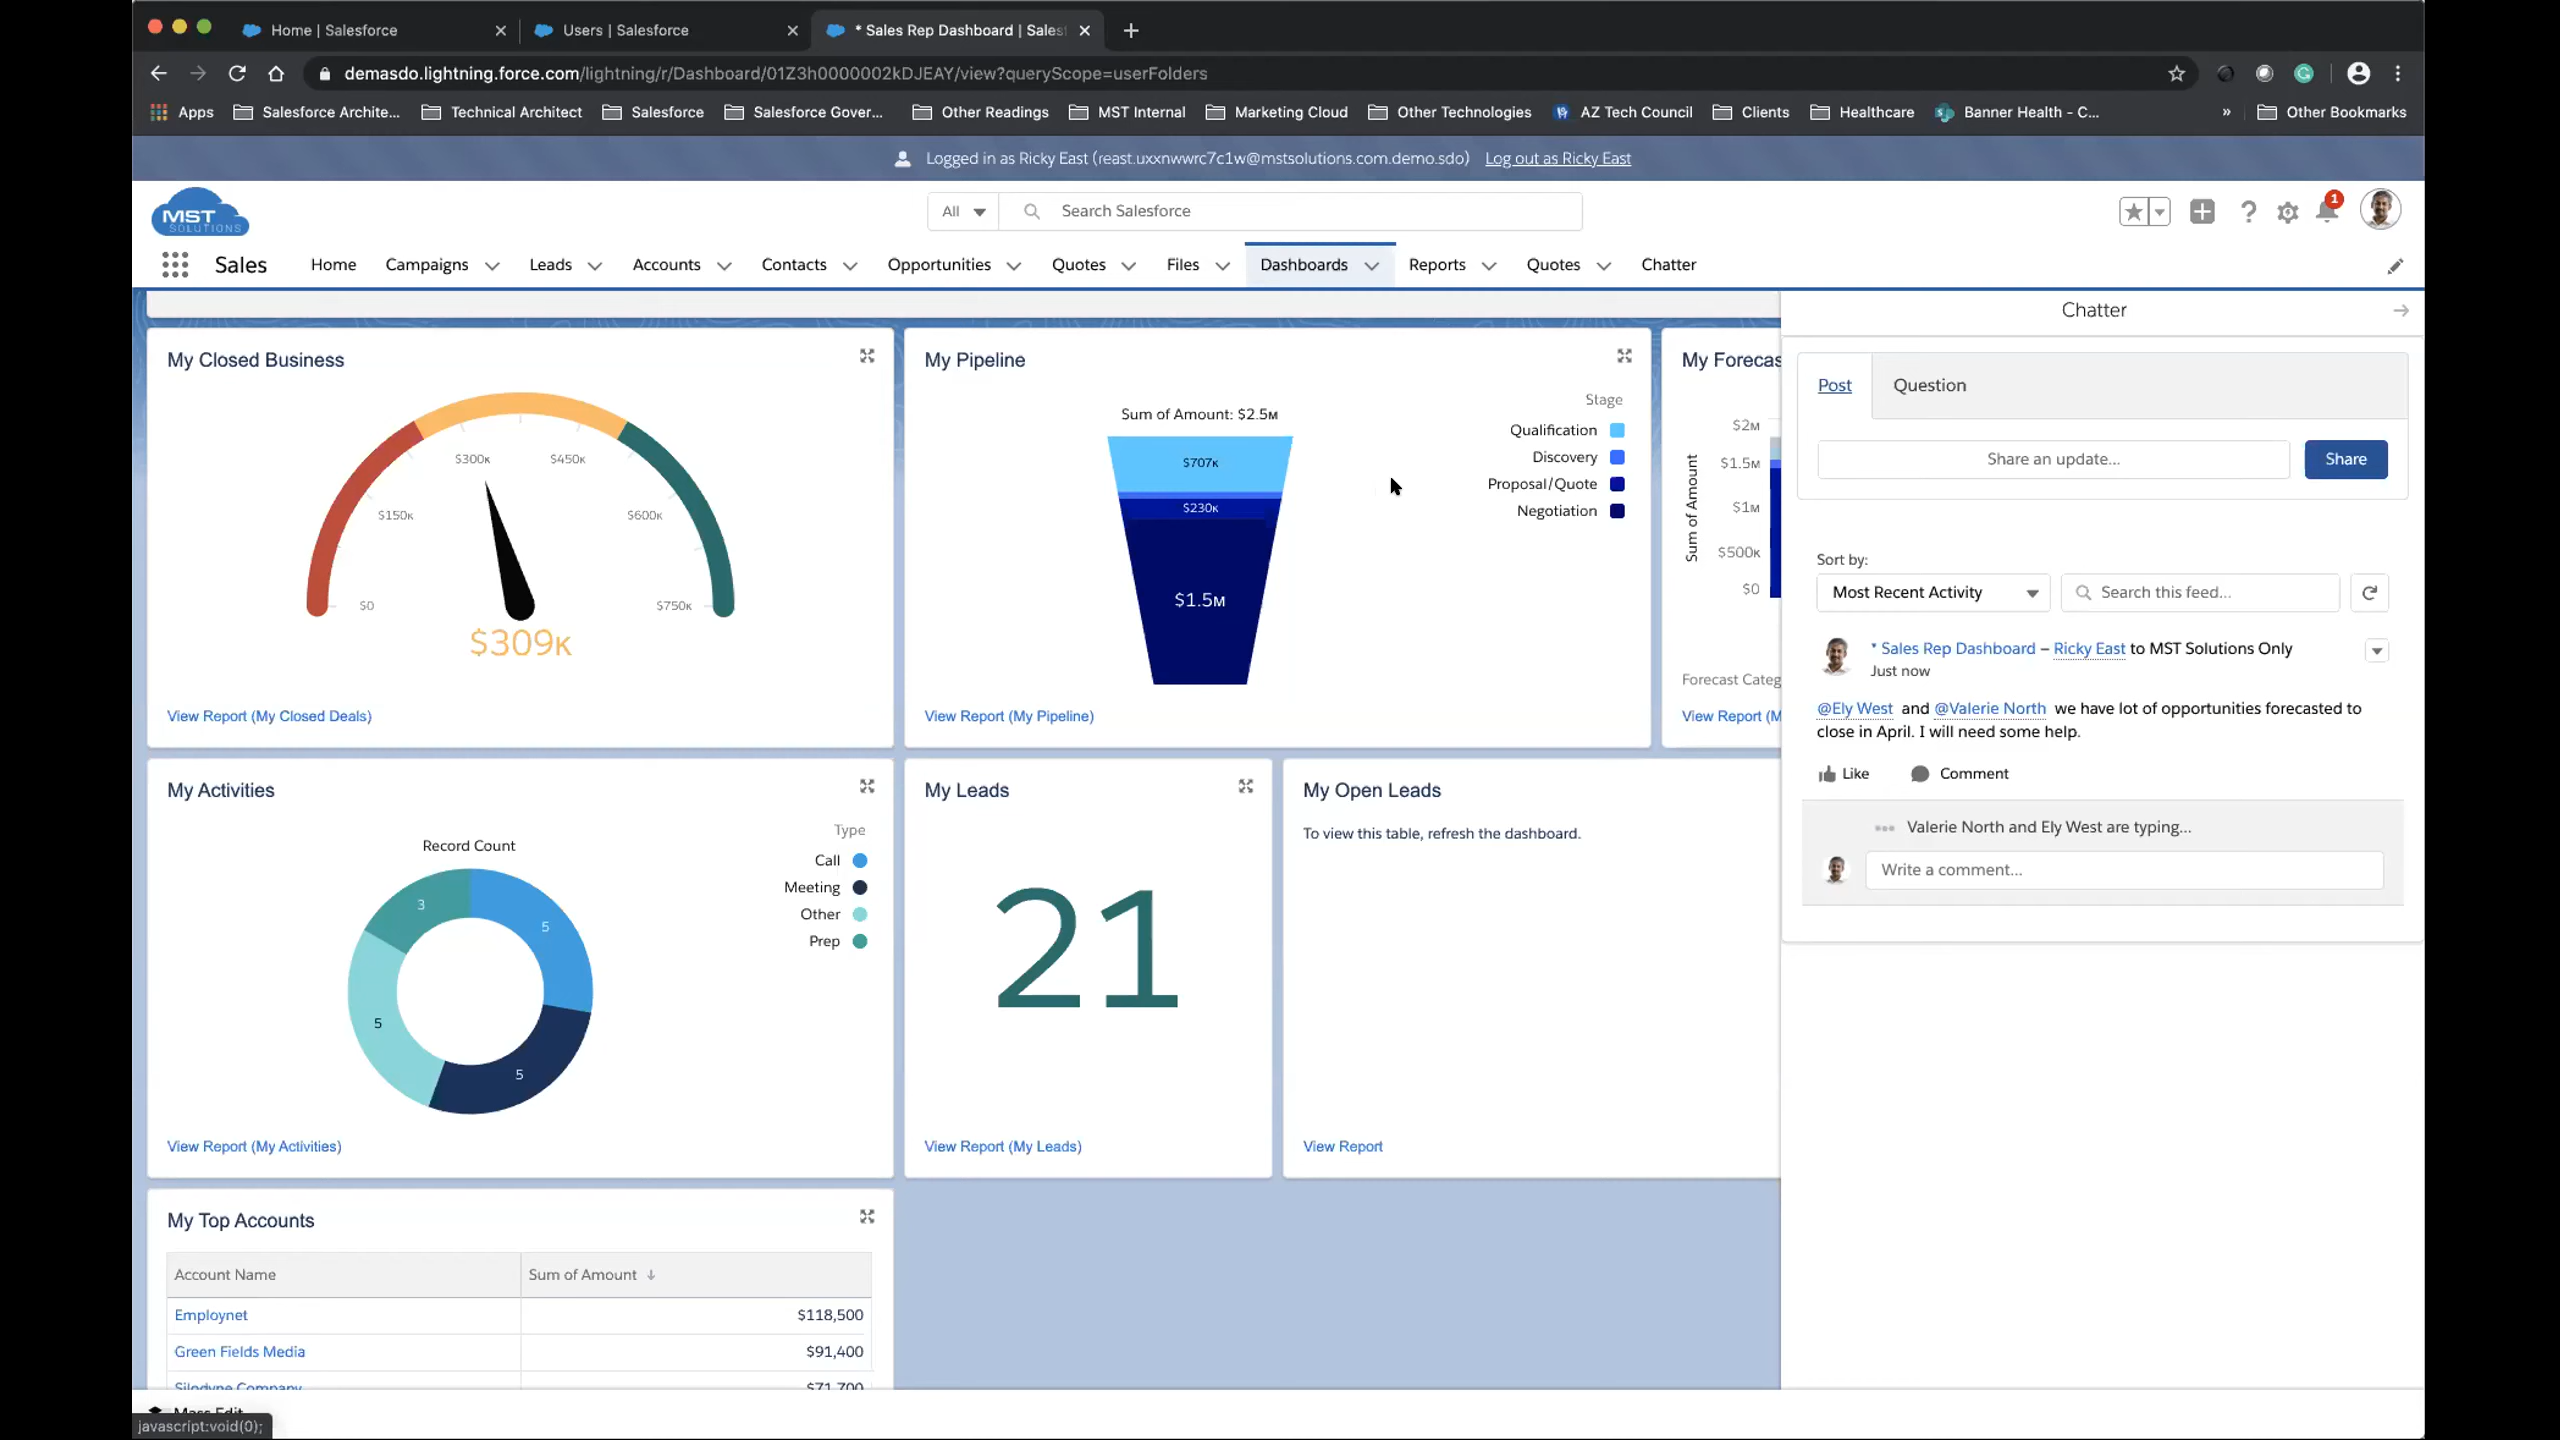 Home | Salesforce
Users | Salesforce
* Sales Rep Dashboard | Sales
demasdo.lightning.force.com/lightning/r/Dashboard/01Z3h0000002kDJEAY/view?queryScope=userFolders
Apps Salesforce Archite... Technical Architect Salesforce Salesforce Gover... Other Readings MST Internal Marketing Cloud Other Technologies AZ Tech Council Clients Healthcare Banner Health - C... » Other Bookmarks
Logged in as Ricky East (reast.uxxnwwrc7c1w@mstsolutions.com.demo.sdo) Log out as Ricky East
MST
SOLUTIONS
All
Search Salesforce
1
Sales Home Campaigns Leads Accounts Contacts Opportunities Quotes Files Dashboards Reports Quotes Chatter
My Closed Business
$0
$150K
$300K
$450K
$600K
$750K
$309K
View Report (My Closed Deals)
My Pipeline
Sum of Amount: $2.5M
$707K
$230K
$1.5M
Stage
Qualification
Discovery
Proposal/Quote
Negotiation
View Report (My Pipeline)
My Forecas
Sum of Amount
$2M
$1.5M
$1M
$500K
$0
Forecast Categ
View Report (M
My Activities
Record Count
3
5
5
5
Type
Call
Meeting
Other
Prep
View Report (My Activities)
My Leads
21
View Report (My Leads)
My Open Leads
To view this table, refresh the dashboard.
View Report
My Top Accounts
Account Name Sum of Amount
Employnet $118,500
Green Fields Media $91,400
Silodyne Company $71,700
Mass Edit
javascript:void(0);
Chatter
Post Question
Share an update... Share
Sort by:
Most Recent Activity Search this feed...
* Sales Rep Dashboard – Ricky East to MST Solutions Only
Just now
@Ely West and @Valerie North we have lot of opportunities forecasted to
close in April. I will need some help.
Like Comment
Valerie North and Ely West are typing...
Write a comment...